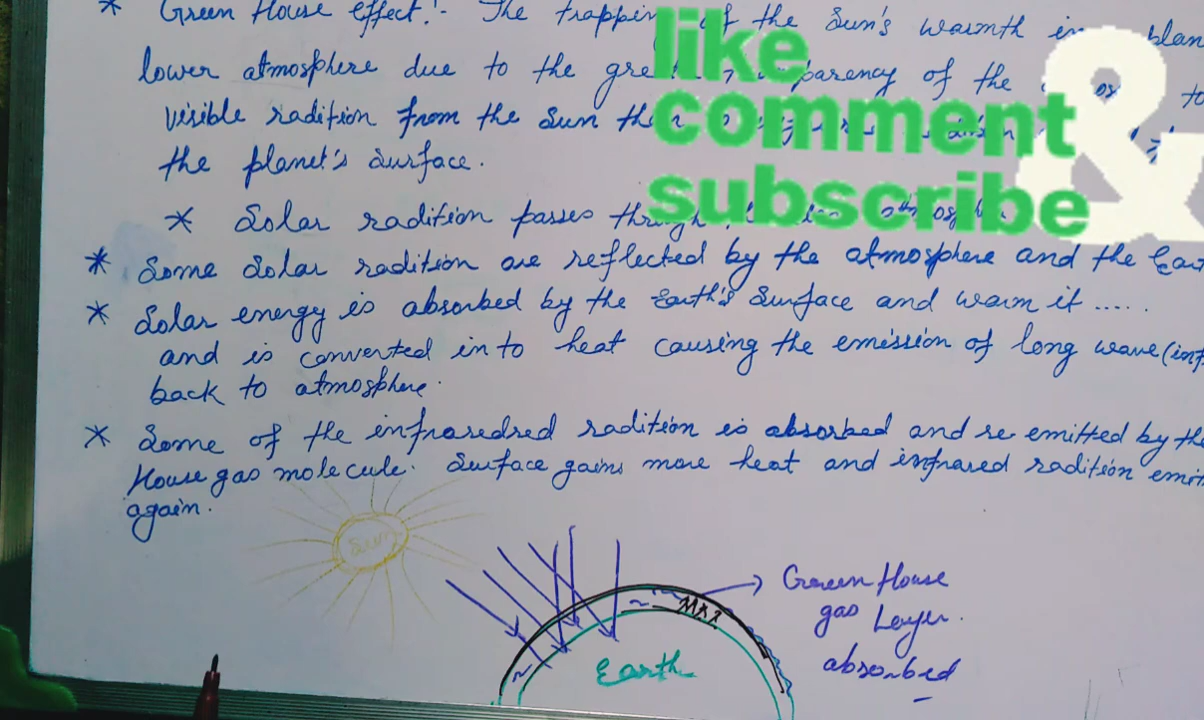 * Green House effect:- The trapping of the Sun's warmth in
lower atmosphere due to the of the to
visible radition from the Sun
the planet's Surface.
* Solar radition passes through
* Some Solar radition are reflected by the atmosphere and the
* Solar energy is absorbed by the Earth's Surface and warm it .....
and is converted in to heat causing the emission of long wave
back to atmosphere.
* Some of the infraredred radition is absorbed and re emitted by the
House gas molecule. Surface gains more heat and infrared radition
again.
like
comment &
subscribe
Sun
Green House
gas Layer.
absorbed
Earth